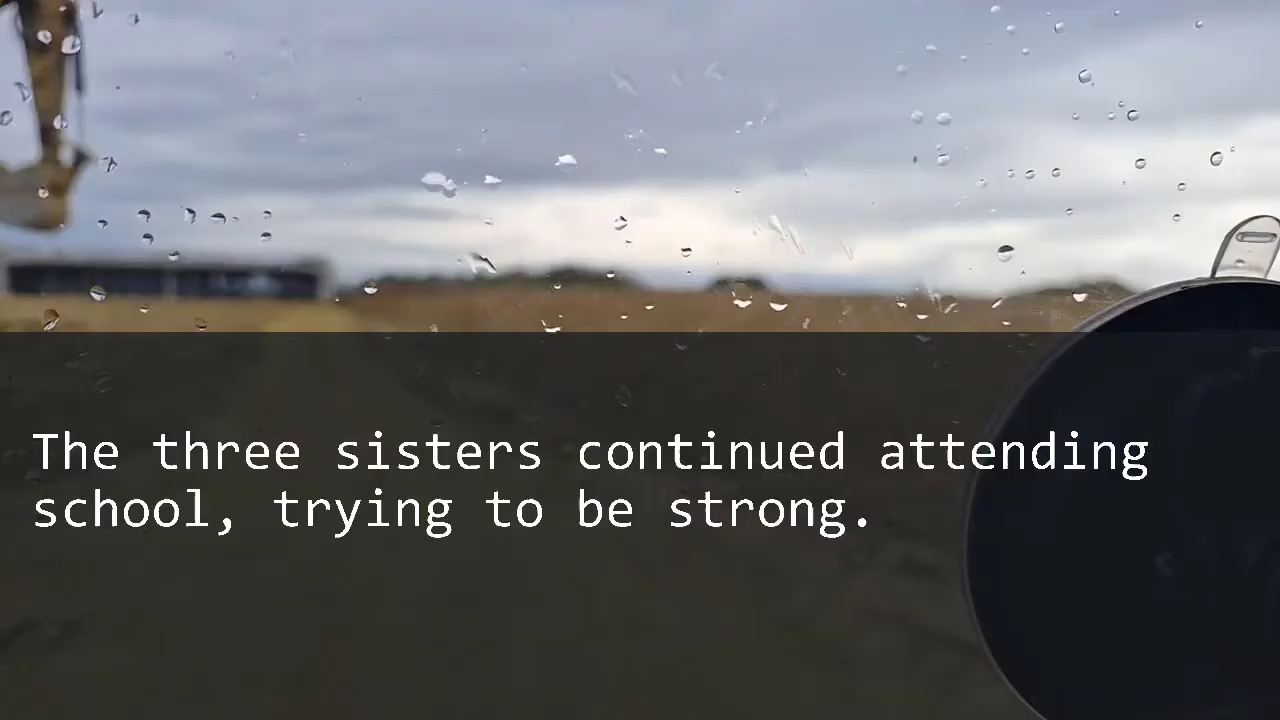 The three sisters continued attending
school, trying to be strong.